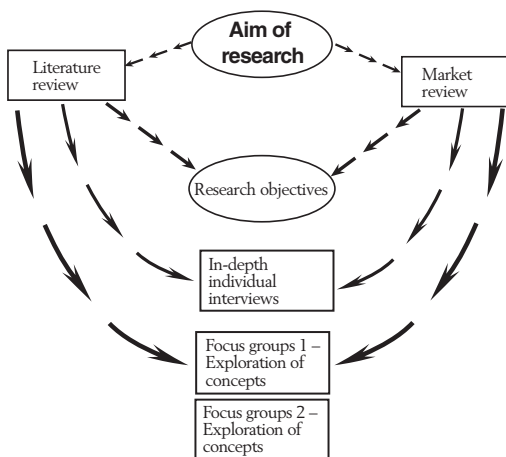 Aim of
research
Literature
review
Market
review
Research objectives
In-depth
individual
interviews
Focus groups 1 –
Exploration of
concepts
Focus groups 2 –
Exploration of
concepts